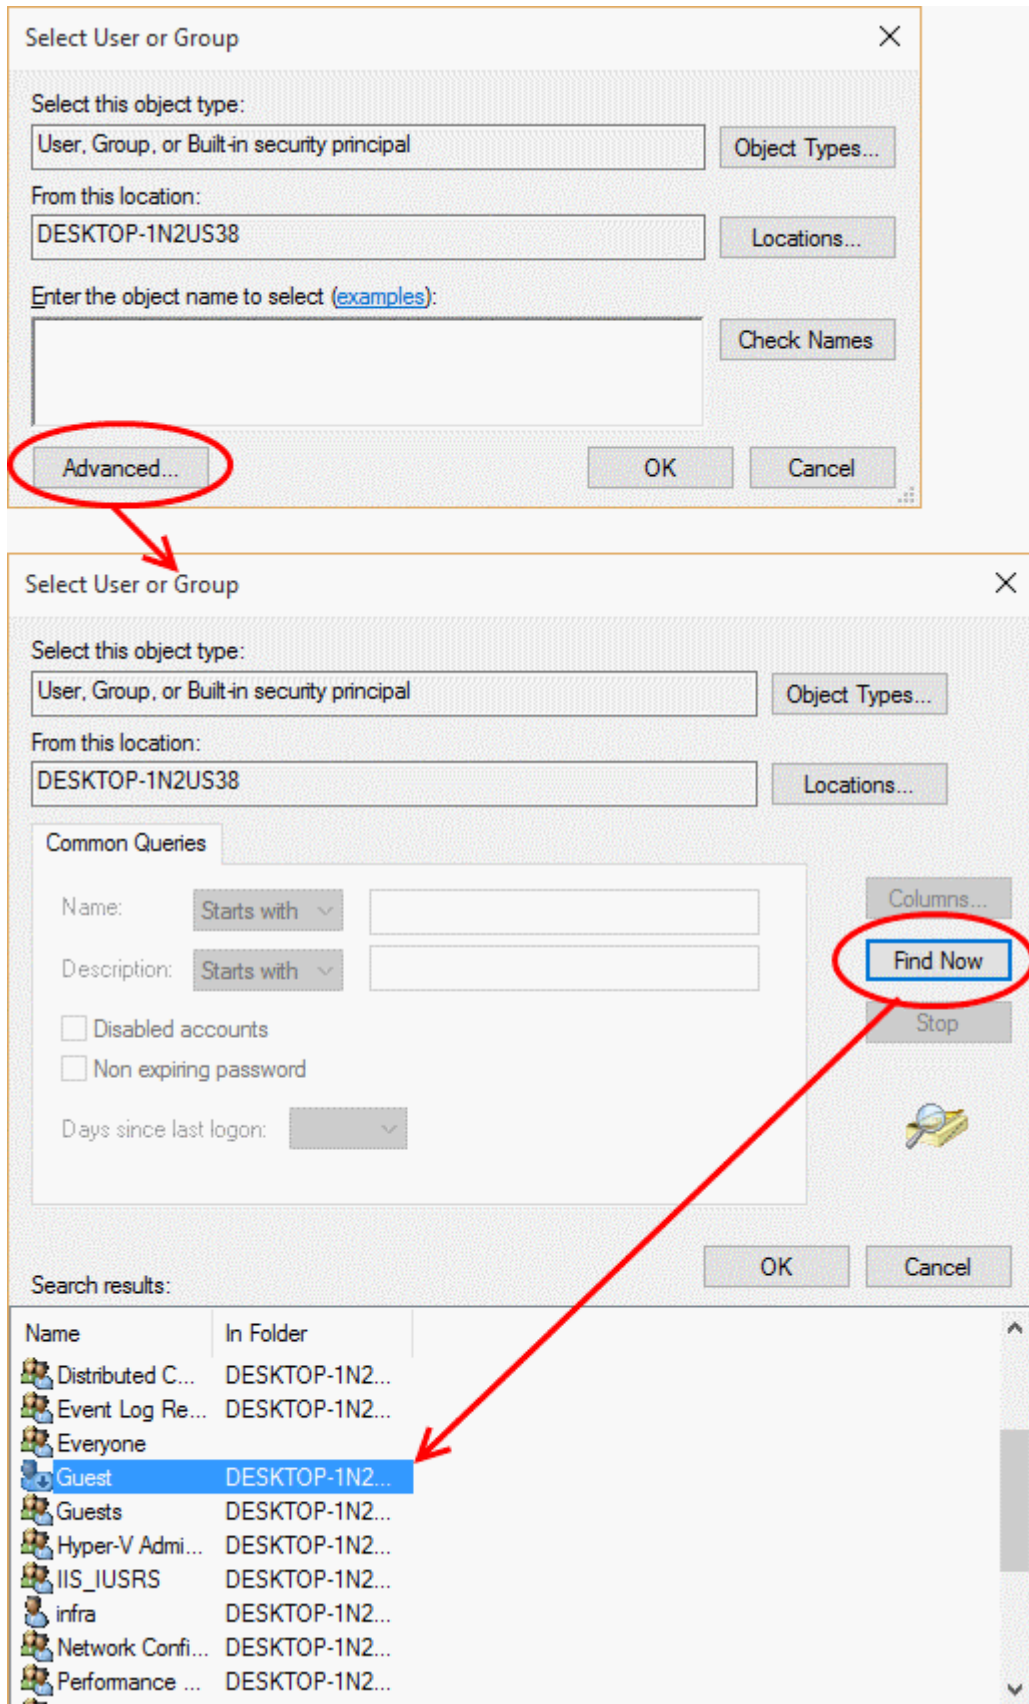 Select User or Group
Select this object type:
User, Group, or Built-in security principal
Object Types...
From this location:
DESKTOP-1N2US38
Locations...
Enter the object name to select (examples):
Check Names
Advanced...
OK
Cancel
Select User or Group
Select this object type:
User, Group, or Built-in security principal
Object Types...
From this location:
DESKTOP-1N2US38
Locations...
Common Queries
Name: Starts with
Columns...
Description: Starts with
Find Now
Disabled accounts
Stop
Non expiring password
Days since last logon:
OK
Cancel
Search results:
Name In Folder
Distributed C... DESKTOP-1N2...
Event Log Re... DESKTOP-1N2...
Everyone
Guest DESKTOP-1N2...
Guests DESKTOP-1N2...
Hyper-V Admi... DESKTOP-1N2...
IIS_IUSRS DESKTOP-1N2...
infra DESKTOP-1N2...
Network Confi... DESKTOP-1N2...
Performance ... DESKTOP-1N2...